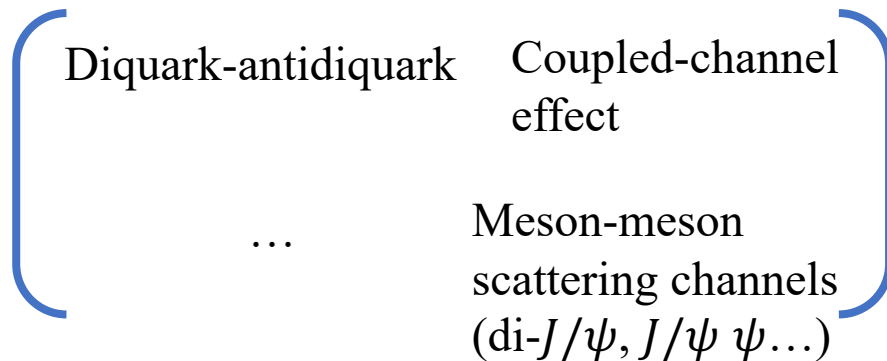 Diquark-antidiquark
Coupled-channel
effect
…
Meson-meson
scattering channels
(di-𝐽/𝜓, 𝐽/𝜓 𝜓…)